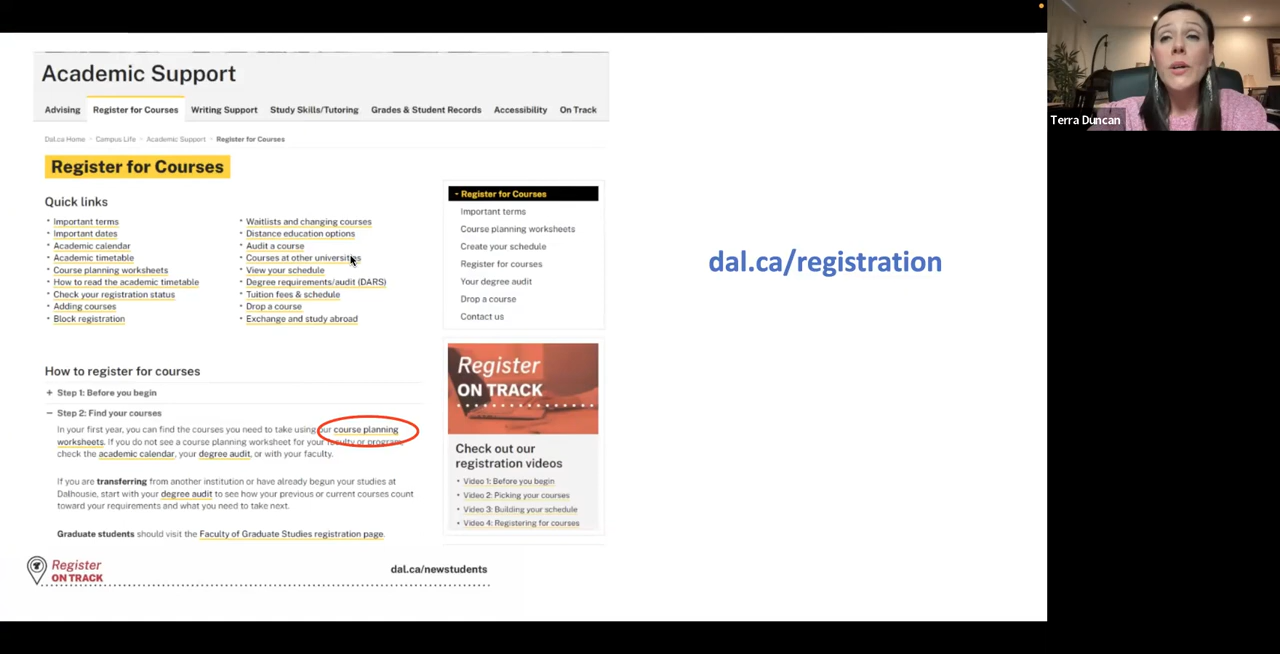 Academic Support
Advising Register for Courses Writing Support Study Skills/Tutoring Grades & Student Records Accessibility On Track
Dal.ca Home - Campus Life - Academic Support - Register for Courses
Register for Courses
Quick links
• Important terms
• Important dates
• Academic calendar
• Academic timetable
• Course planning worksheets
• How to read the academic timetable
• Check your registration status
• Adding courses
• Block registration
• Waitlists and changing courses
• Distance education options
• Audit a course
• Courses at other universities
• View your schedule
• Degree requirements/audit (DARS)
• Tuition fees & schedule
• Drop a course
• Exchange and study abroad
How to register for courses
+ Step 1: Before you begin
− Step 2: Find your courses
In your first year, you can find the courses you need to take using our course planning
worksheets. If you do not see a course planning worksheet for your faculty or program,
check the academic calendar, your degree audit, or with your faculty.
If you are transferring from another institution or have already begun your studies at
Dalhousie, start with your degree audit to see how your previous or current courses count
toward your requirements and what you need to take next.
Graduate students should visit the Faculty of Graduate Studies registration page.
- Register for Courses
Important terms
Course planning worksheets
Create your schedule
Register for courses
Your degree audit
Drop a course
Contact us
Register
ON TRACK
Check out our
registration videos
• Video 1: Before you begin
• Video 2: Picking your courses
• Video 3: Building your schedule
• Video 4: Registering for courses
Register
ON TRACK
dal.ca/newstudents
dal.ca/registration
Terra Duncan